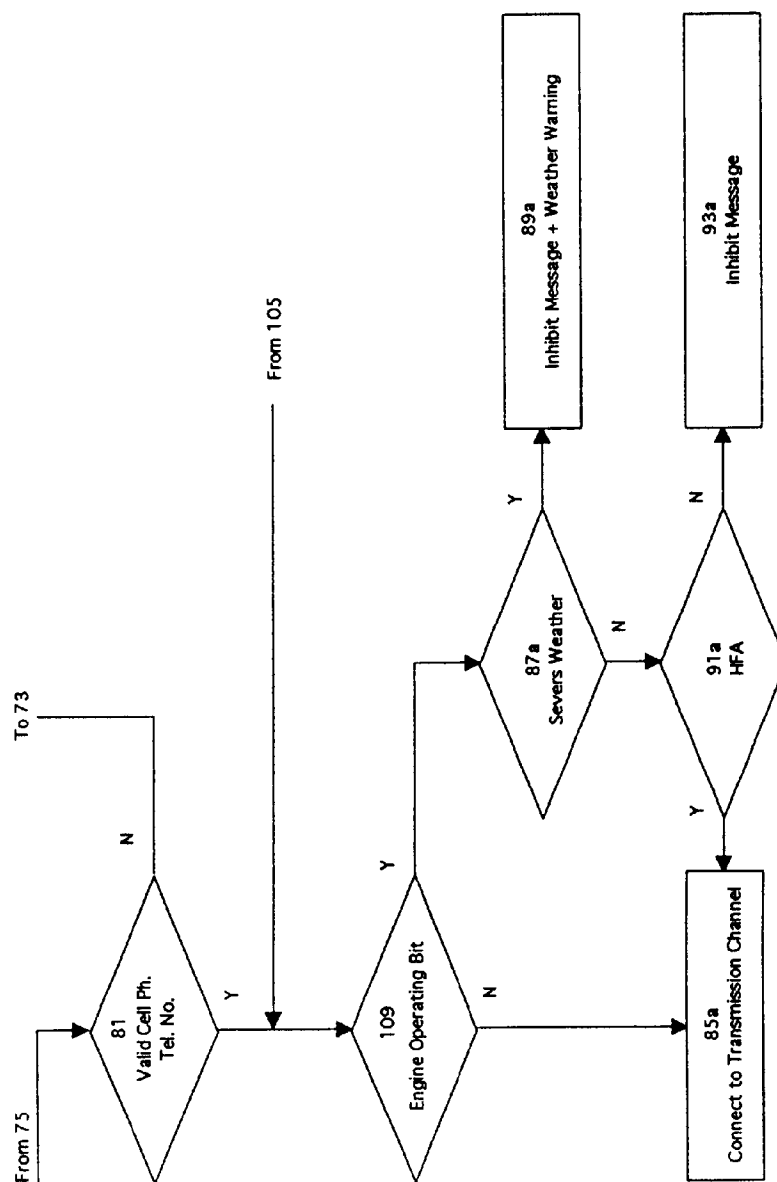 From 75
To 73
81
Valid Cell Ph.
Tel. No.
N
Y
From 105
109
Engine Operating Bit
Y
N
87a
Severs Weather
Y
N
89a
Inhibit Message + Weather Warning
85a
Connect to Transmission Channel
Y
91a
HFA
N
93a
Inhibit Message